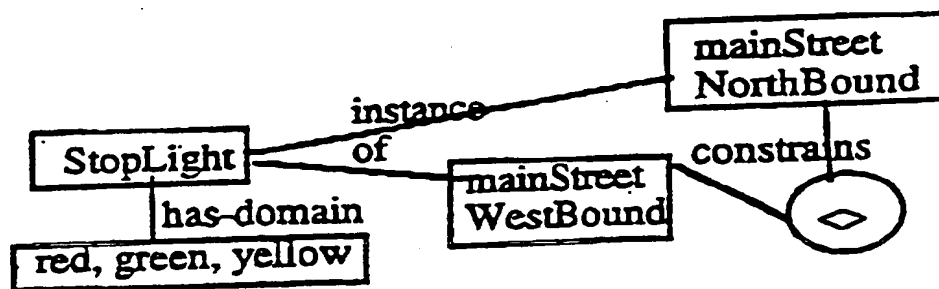 mainStreet
NorthBound
instance
of
StopLight
mainStreet
WestBound
constrains
<>
has-domain
red, green, yellow